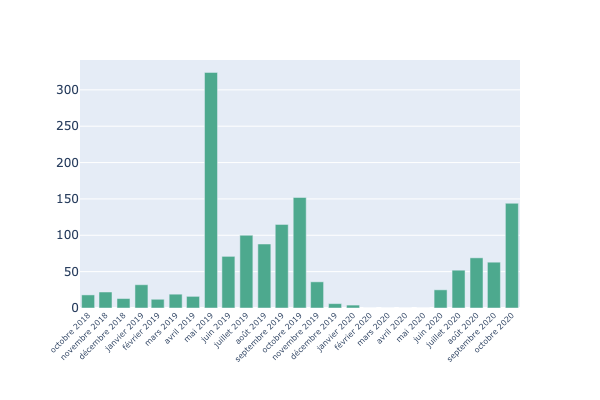 300
250
200
150
100
50
0
octobre 2018
novembre 2018
décembre 2018
janvier 2019
février 2019
mars 2019
avril 2019
mai 2019
juin 2019
juillet 2019
août 2019
septembre 2019
octobre 2019
novembre 2019
décembre 2019
janvier 2020
février 2020
mars 2020
avril 2020
mai 2020
juin 2020
juillet 2020
août 2020
septembre 2020
octobre 2020